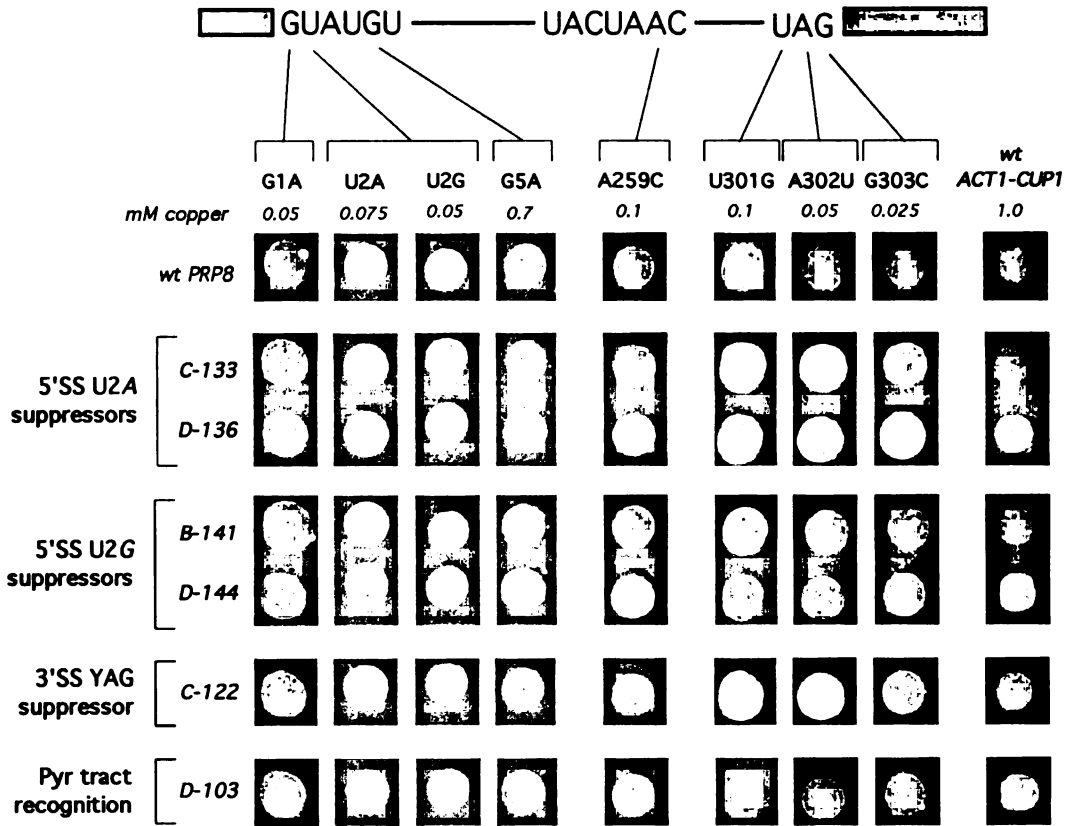 GUAUGU UACUAAC UAG
G1A U2A U2G G5A A259C U301G A302U G303C wt ACT1-CUP1
mM copper 0.05 0.075 0.05 0.7 0.1 0.1 0.05 0.025 1.0
wt PRP8
5'SS U2A suppressors
C-133
D-136
5'SS U2G suppressors
B-141
D-144
3'SS YAG suppressor
C-122
Pyr tract recognition
D-103